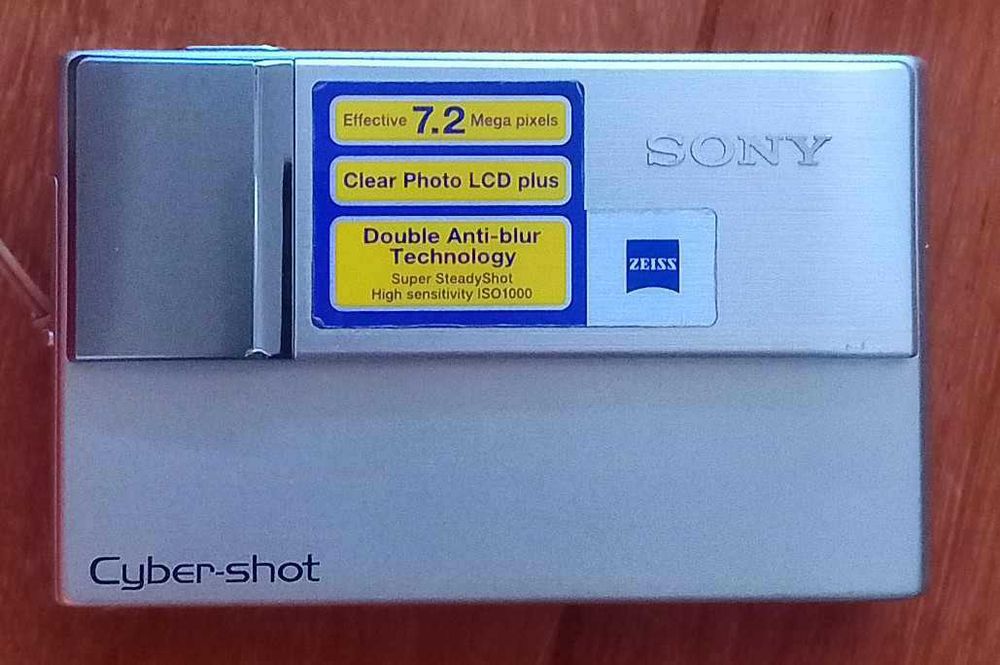 Effective 7.2 Mega pixels
Clear Photo LCD plus
Double Anti-blur
Technology
Super SteadyShot
High sensitivity ISO1000
SONY
ZEISS
Cyber-shot